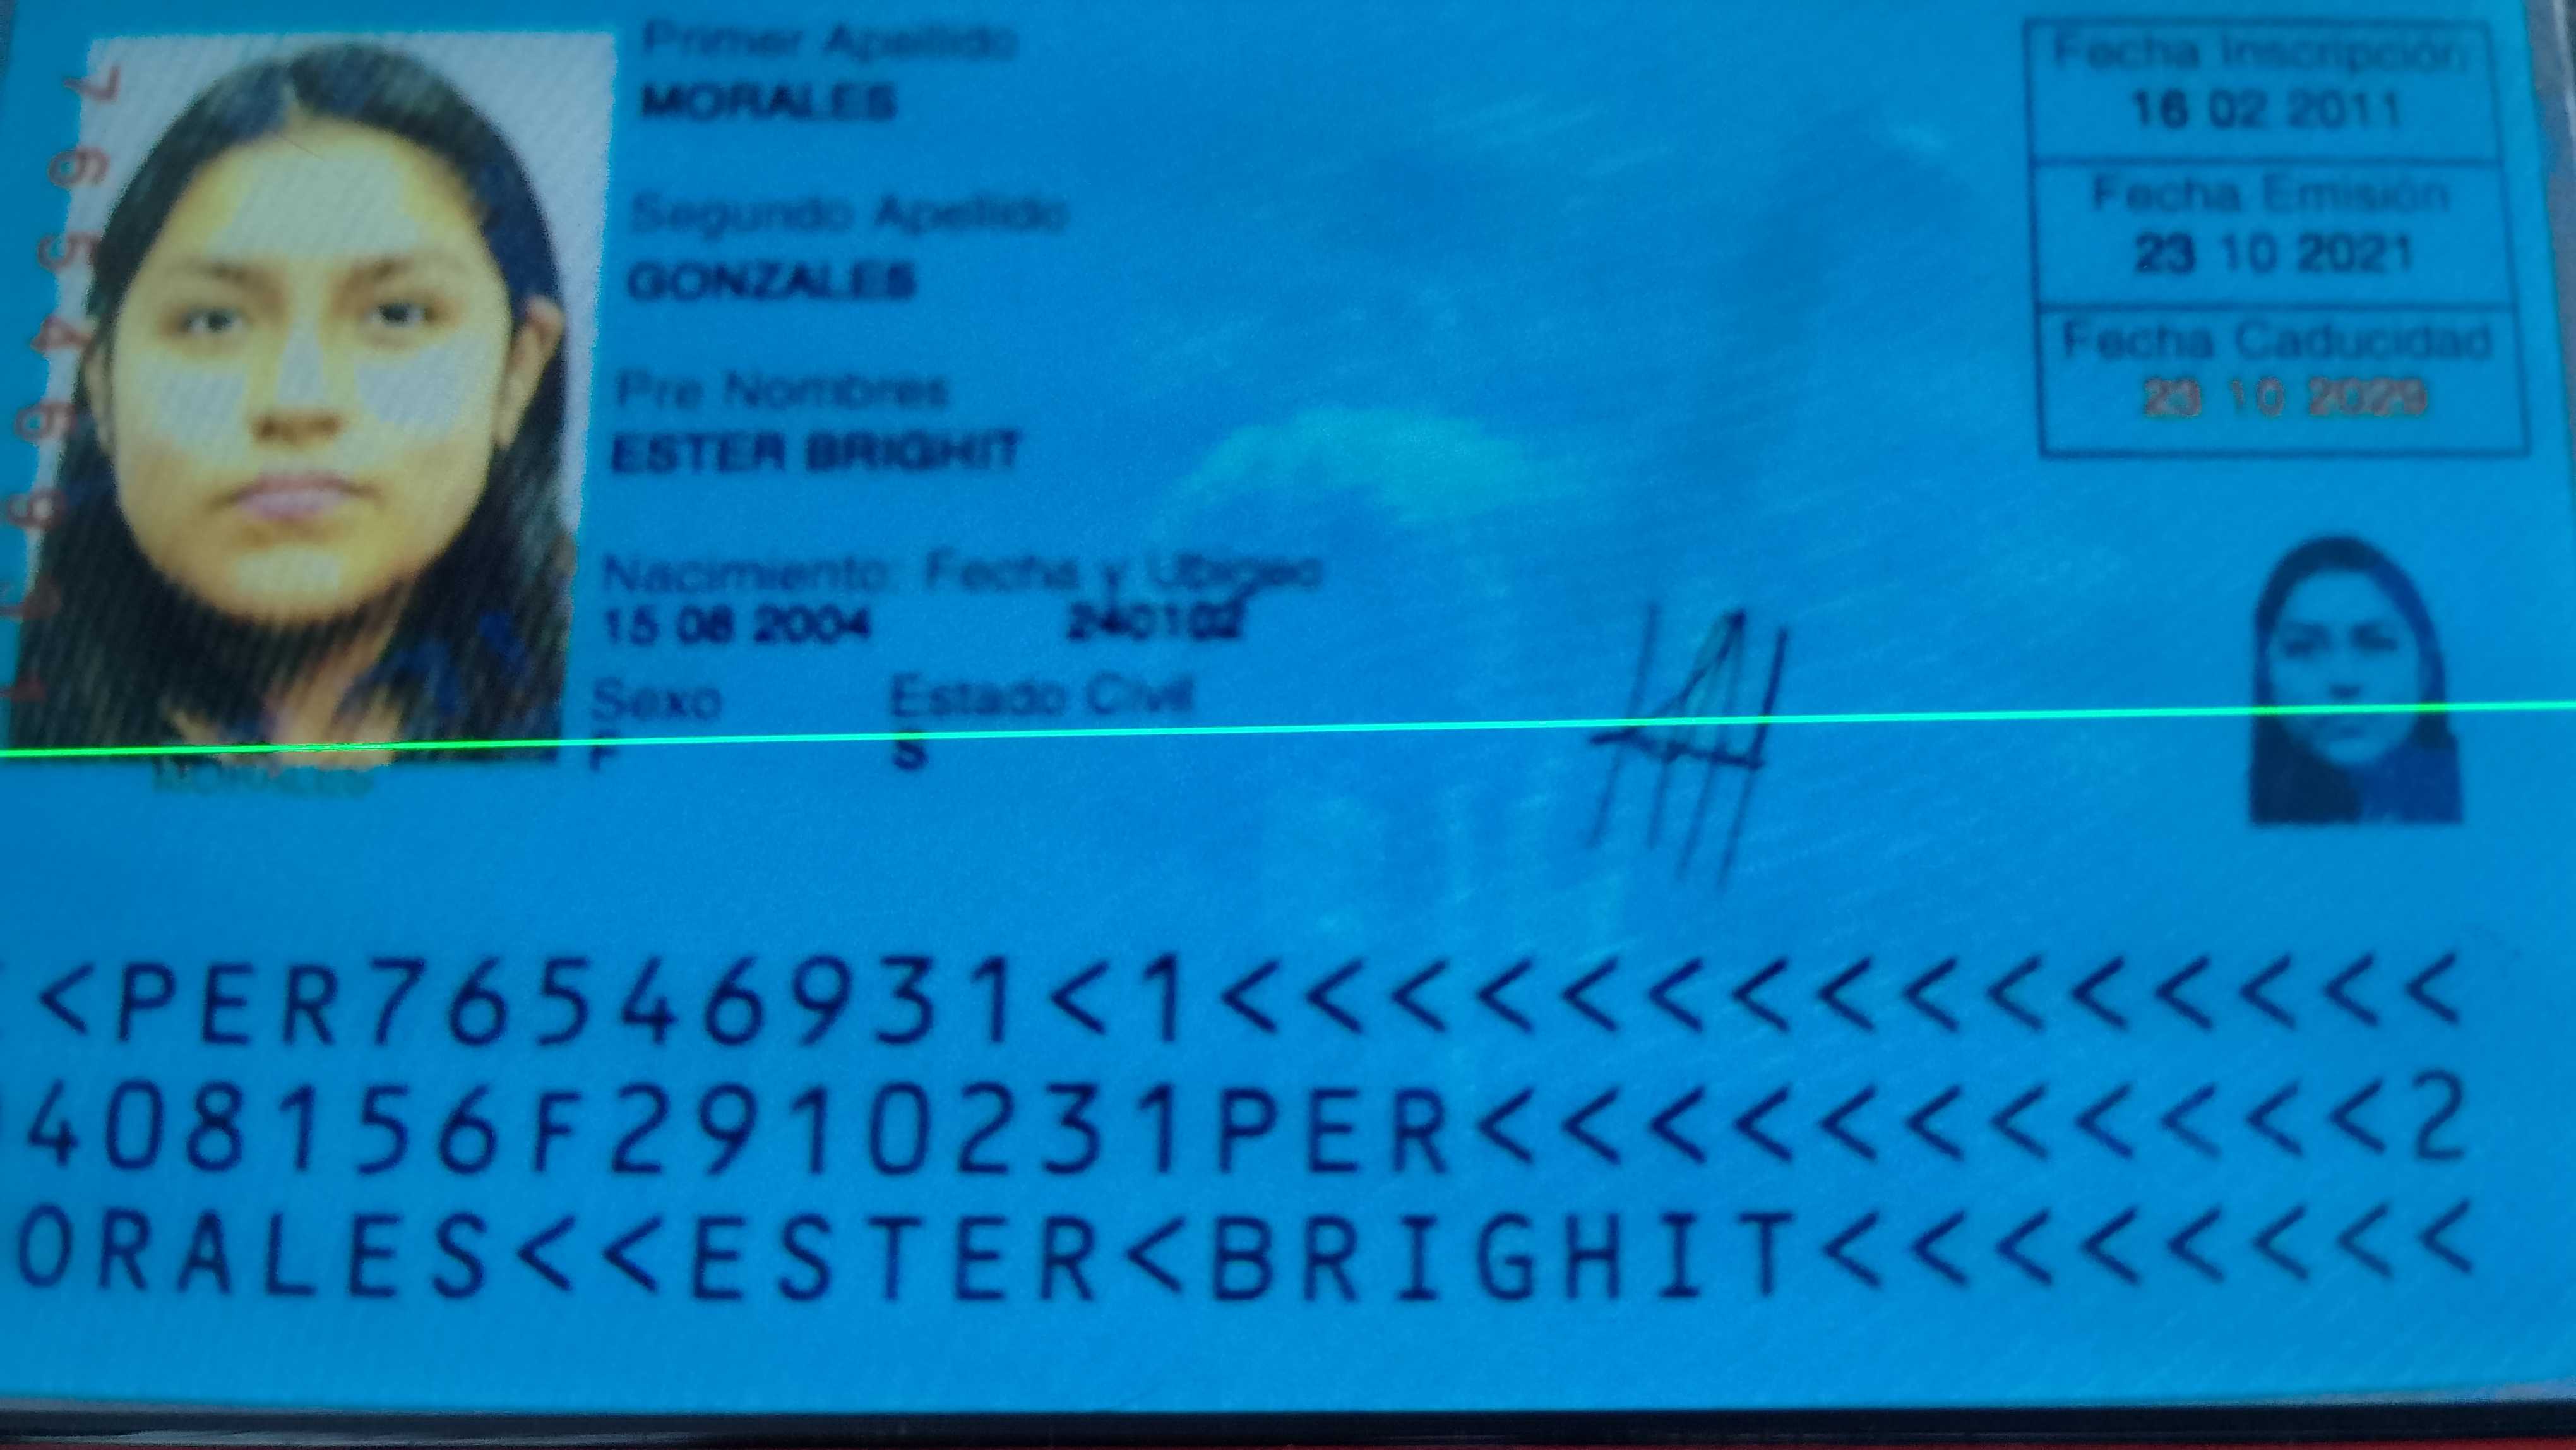 Primer Apellido
MORALES
Segundo Apellido
GONZALES
Pre Nombres
ESTER BRIGHIT
Nacimiento: Fecha y Ubigeo
15 08 2004 240102
Sexo Estado Civil
F S
Fecha Inscripción
16 02 2011
Fecha Emisión
23 10 2021
Fecha Caducidad
23 10 2029
MORALES
<PER76546931<1<<<<<<<<<<<<<<<
408156F2910231PER<<<<<<<<<<<2
ORALES<<ESTER<BRIGHIT<<<<<<<<